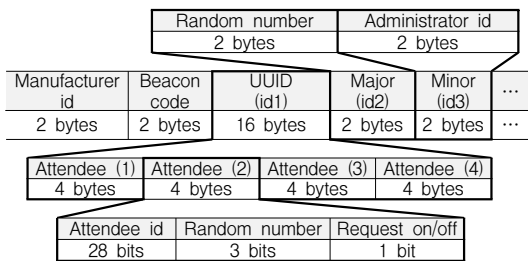 Random number Administrator id
2 bytes 2 bytes
Manufacturer id Beacon code UUID (id1) Major (id2) Minor (id3) ...
2 bytes 2 bytes 16 bytes 2 bytes 2 bytes ...
Attendee (1) Attendee (2) Attendee (3) Attendee (4)
4 bytes 4 bytes 4 bytes 4 bytes
Attendee id Random number Request on/off
28 bits 3 bits 1 bit